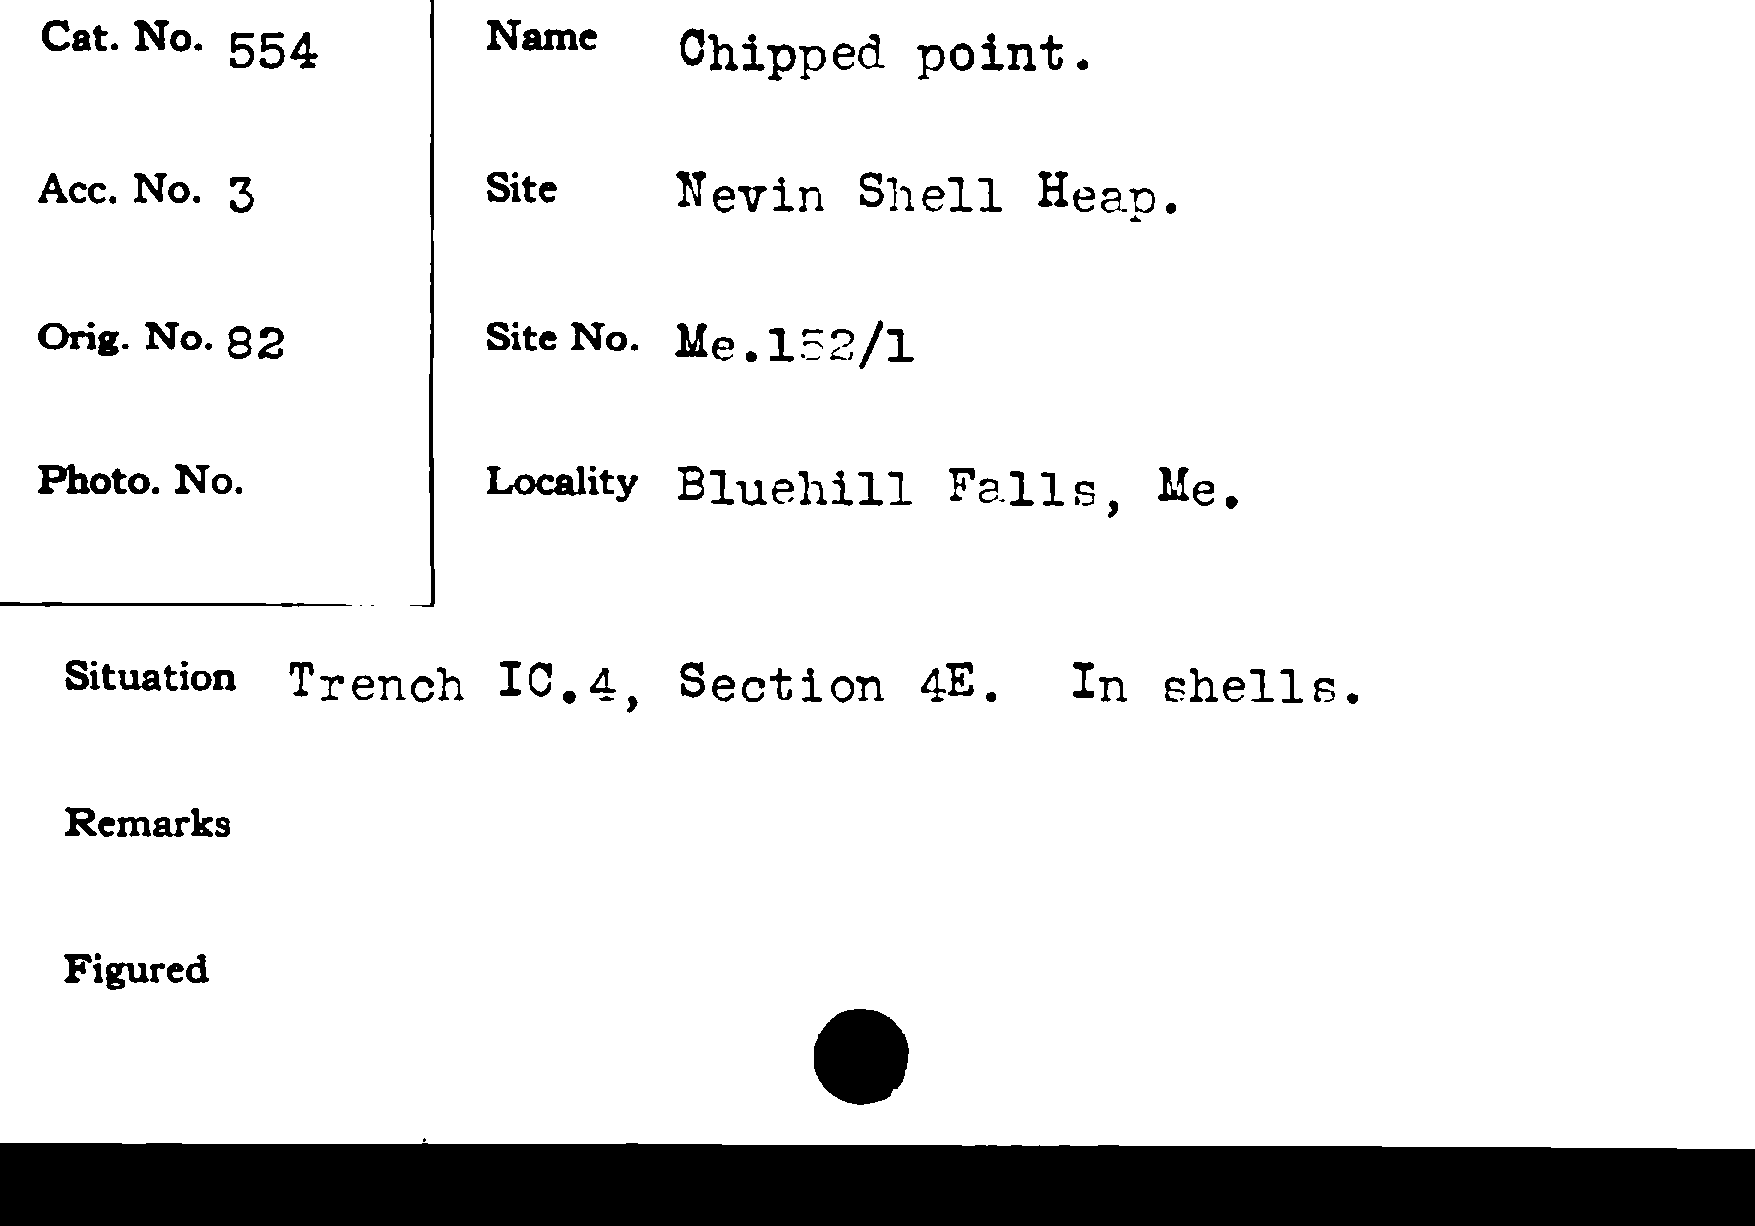 Cat. No. 554
Name Chipped point.
Acc. No. 3
Site Nevin Shell Heap.
Orig. No. 82
Site No. Me.152/1
Photo. No.
Locality Bluehill Falls, Me.
Situation Trench IC.4, Section 4E. In shells.
Remarks
Figured